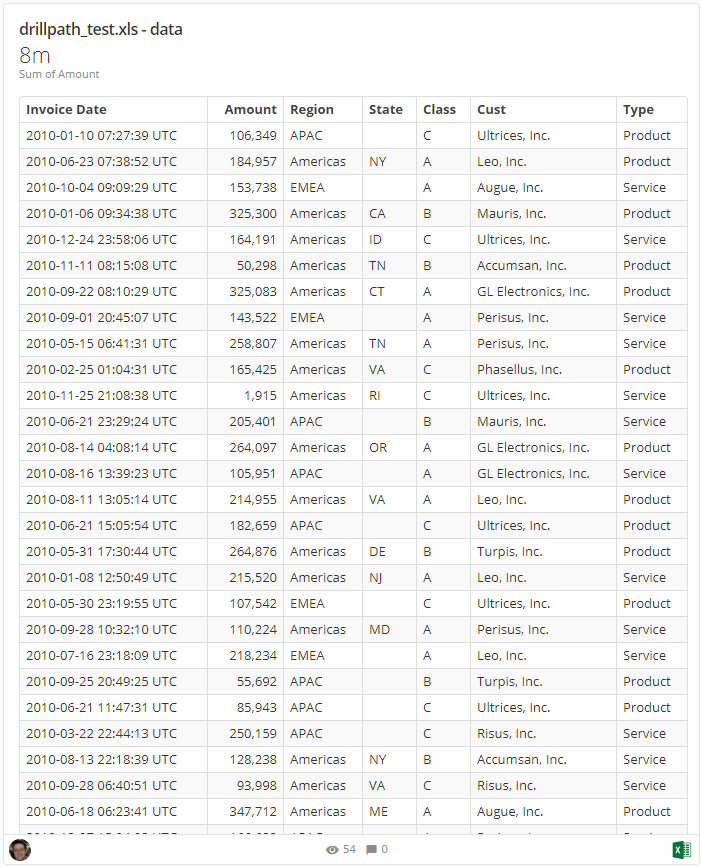 drillpath_test.xls - data
8m
Sum of Amount
Invoice Date Amount Region State Class Cust Type
2010-01-10 07:27:39 UTC 106,349 APAC C Ultrices, Inc. Product
2010-06-23 07:38:52 UTC 184,957 Americas NY A Leo, Inc. Product
2010-10-04 09:09:29 UTC 153,738 EMEA A Augue, Inc. Service
2010-01-06 09:34:38 UTC 325,300 Americas CA B Mauris, Inc. Product
2010-12-24 23:58:06 UTC 164,191 Americas ID C Ultrices, Inc. Service
2010-11-11 08:15:08 UTC 50,298 Americas TN B Accumsan, Inc. Product
2010-09-22 08:10:29 UTC 325,083 Americas CT A GL Electronics, Inc. Product
2010-09-01 20:45:07 UTC 143,522 EMEA A Perisus, Inc. Service
2010-05-15 06:41:31 UTC 258,807 Americas TN A Perisus, Inc. Service
2010-02-25 01:04:31 UTC 165,425 Americas VA C Phasellus, Inc. Product
2010-11-25 21:08:38 UTC 1,915 Americas RI C Ultrices, Inc. Service
2010-06-21 23:29:24 UTC 205,401 APAC B Mauris, Inc. Service
2010-08-14 04:08:14 UTC 264,097 Americas OR A GL Electronics, Inc. Product
2010-08-16 13:39:23 UTC 105,951 APAC A GL Electronics, Inc. Service
2010-08-11 13:05:14 UTC 214,955 Americas VA A Leo, Inc. Product
2010-06-21 15:05:54 UTC 182,659 APAC C Ultrices, Inc. Product
2010-05-31 17:30:44 UTC 264,876 Americas DE B Turpis, Inc. Product
2010-01-08 12:50:49 UTC 215,520 Americas NJ A Leo, Inc. Service
2010-05-30 23:19:55 UTC 107,542 EMEA C Ultrices, Inc. Product
2010-09-28 10:32:10 UTC 110,224 Americas MD A Perisus, Inc. Service
2010-07-16 23:18:09 UTC 218,234 EMEA A Leo, Inc. Service
2010-09-25 20:49:25 UTC 55,692 APAC B Turpis, Inc. Product
2010-06-21 11:47:31 UTC 85,943 APAC C Ultrices, Inc. Product
2010-03-22 22:44:13 UTC 250,159 APAC C Risus, Inc. Service
2010-08-13 22:18:39 UTC 128,238 Americas NY B Accumsan, Inc. Service
2010-09-28 06:40:51 UTC 93,998 Americas VA C Risus, Inc. Service
2010-06-18 06:23:41 UTC 347,712 Americas ME A Augue, Inc. Product
54 0